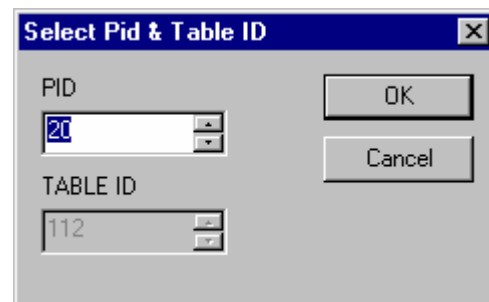 Select Pid & Table ID
PID
20
OK
Cancel
TABLE ID
112